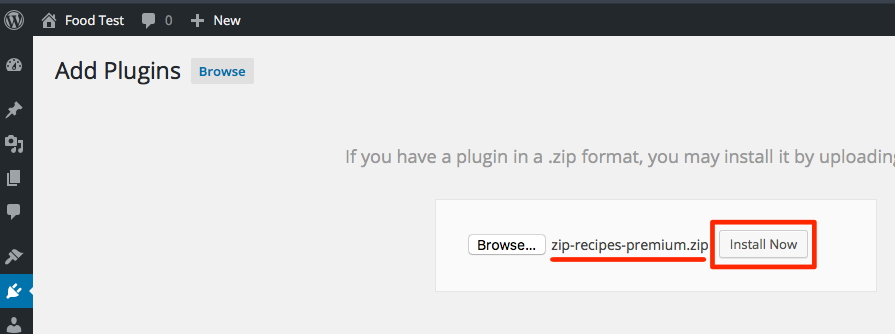 Food Test 0 New
Add Plugins Browse
If you have a plugin in a .zip format, you may install it by uploading
Browse... zip-recipes-premium.zip Install Now